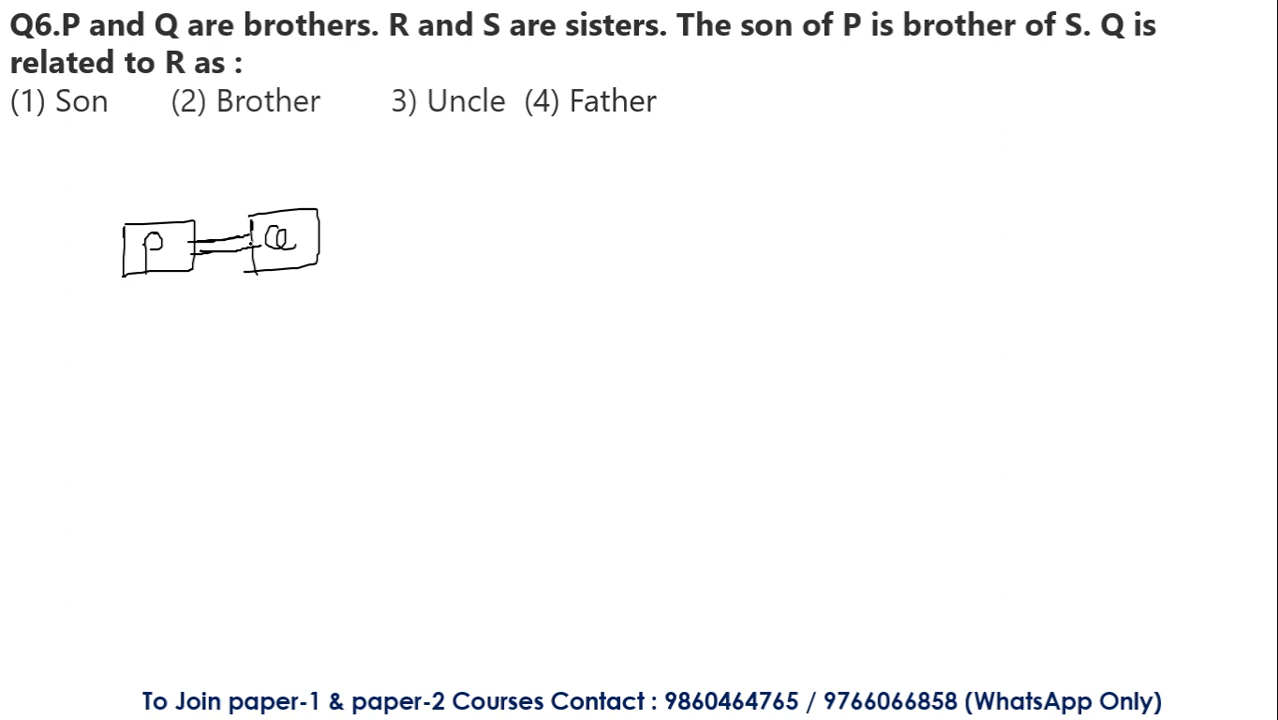 Q6.P and Q are brothers. R and S are sisters. The son of P is brother of S. Q is
related to R as :
(1) Son (2) Brother 3) Uncle (4) Father
P Q
To Join paper-1 & paper-2 Courses Contact : 9860464765 / 9766066858 (WhatsApp Only)